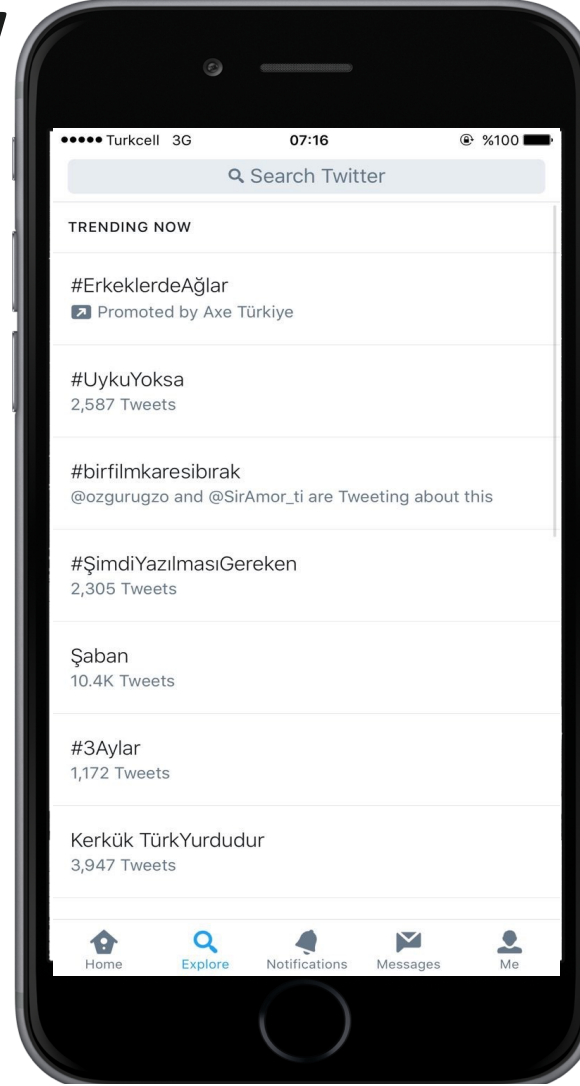 Turkcell 3G 07:16 %100
Search Twitter
TRENDING NOW
#ErkeklerdeAğlar
Promoted by Axe Türkiye
#UykuYoksa
2,587 Tweets
#birfilmkaresibırak
@ozgurugzo and @SirAmor_ti are Tweeting about this
#ŞimdiYazılmasıGereken
2,305 Tweets
Şaban
10.4K Tweets
#3Aylar
1,172 Tweets
Kerkük TürkYurdudur
3,947 Tweets
Home Explore Notifications Messages Me